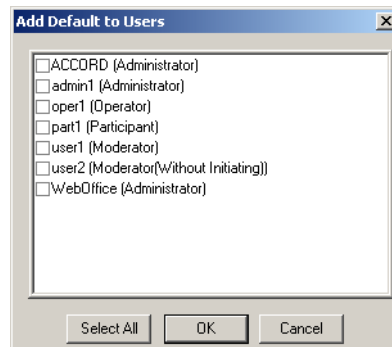 Add Default to Users
ACCORD (Administrator)
admin1 (Administrator)
oper1 (Operator)
part1 (Participant)
user1 (Moderator)
user2 (Moderator(Without Initiating))
WebOffice (Administrator)
Select All OK Cancel